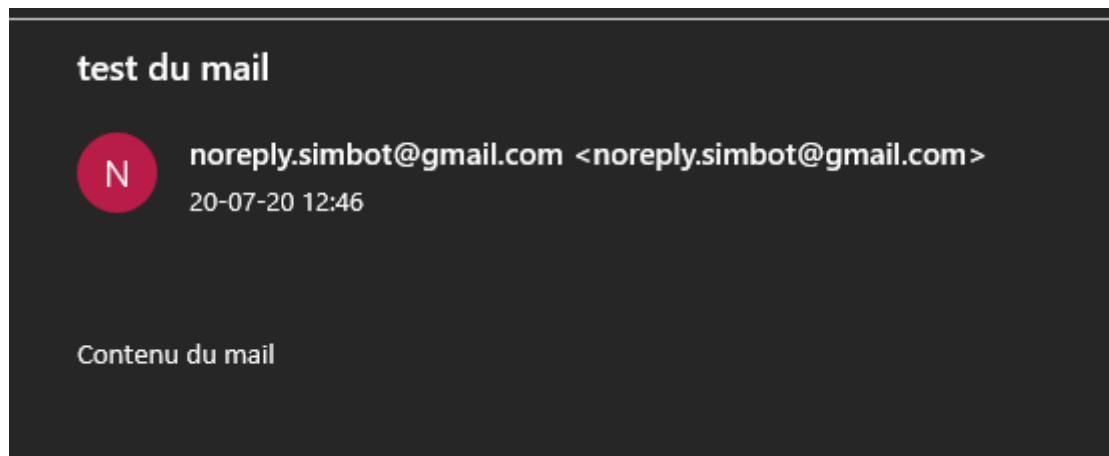 test du mail
N
noreply.simbot@gmail.com <noreply.simbot@gmail.com>
20-07-20 12:46
Contenu du mail